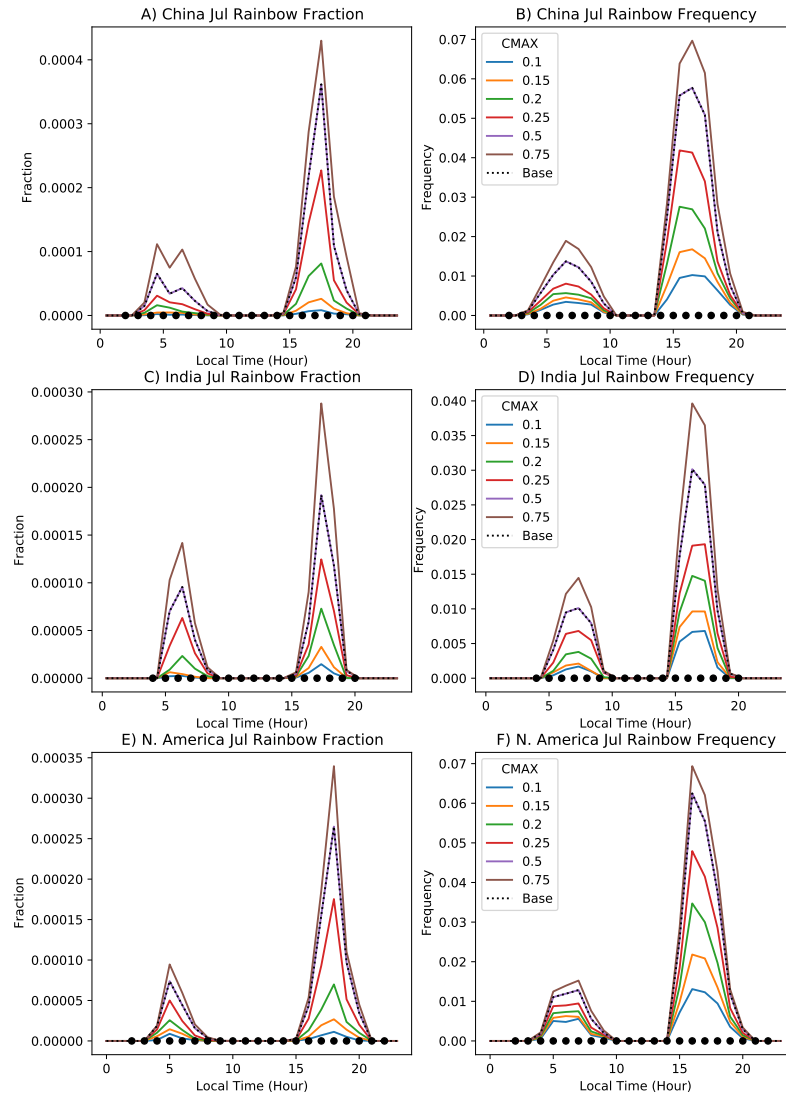 A) China Jul Rainbow Fraction
0.0004
0.0003
0.0002
0.0001
0.0000
Fraction
0 5 10 15 20
Local Time (Hour)
B) China Jul Rainbow Frequency
0.07
0.06
0.05
0.04
0.03
0.02
0.01
0.00
Frequency
CMAX
0.1
0.15
0.2
0.25
0.5
0.75
Base
0 5 10 15 20
Local Time (Hour)
C) India Jul Rainbow Fraction
0.00030
0.00025
0.00020
0.00015
0.00010
0.00005
0.00000
Fraction
0 5 10 15 20
Local Time (Hour)
D) India Jul Rainbow Frequency
0.040
0.035
0.030
0.025
0.020
0.015
0.010
0.005
0.000
Frequency
CMAX
0.1
0.15
0.2
0.25
0.5
0.75
Base
0 5 10 15 20
Local Time (Hour)
E) N. America Jul Rainbow Fraction
0.00035
0.00030
0.00025
0.00020
0.00015
0.00010
0.00005
0.00000
Fraction
0 5 10 15 20
Local Time (Hour)
F) N. America Jul Rainbow Frequency
0.07
0.06
0.05
0.04
0.03
0.02
0.01
0.00
Frequency
CMAX
0.1
0.15
0.2
0.25
0.5
0.75
Base
0 5 10 15 20
Local Time (Hour)